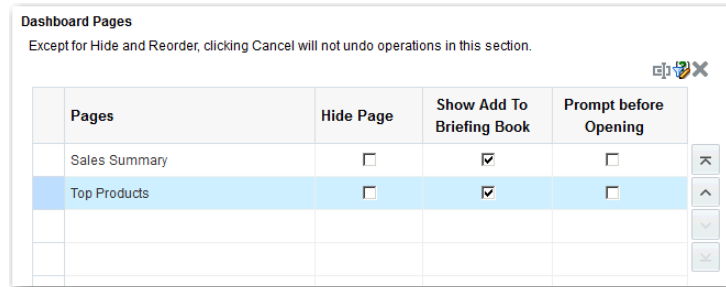 Dashboard Pages
Except for Hide and Reorder, clicking Cancel will not undo operations in this section.
Pages Hide Page Show Add To Briefing Book Prompt before Opening
Sales Summary
Top Products